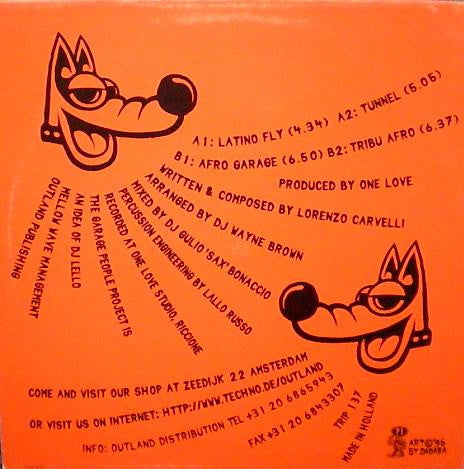 A1: LATINO FLY (4.34) A2: TUNNEL (5.05)
B1: AFRO GARAGE (6.50) B2: TRIBU AFRO (6.37)
PRODUCED BY ONE LOVE
WRITTEN & COMPOSED BY LORENZO CARVELLI
ARRANGED BY DJ WAYNE BROWN
MIXED BY DJ GULIO 'SAX' BONACCIO
PERCUSSION ENGINEERING BY LALLO RUSSO
RECORDED AT ONE LOVE STUDIO, RICCIONE
THE GARAGE PEOPLE PROJECT IS
AN IDEA OF DJ LELLO
MELLOW WAVE MANAGEMENT
OUTLAND PUBLISHING
COME AND VISIT OUR SHOP AT ZEEDIJK 22 AMSTERDAM
OR VISIT US ON INTERNET: HTTP://WWW.TECHNO.DE/OUTLAND
INFO: OUTLAND DISTRIBUTION TEL +31 20 6865943
FAX +31 20 6843307
TRIP 137
MADE IN HOLLAND
71
ART©'96
BY DADARA